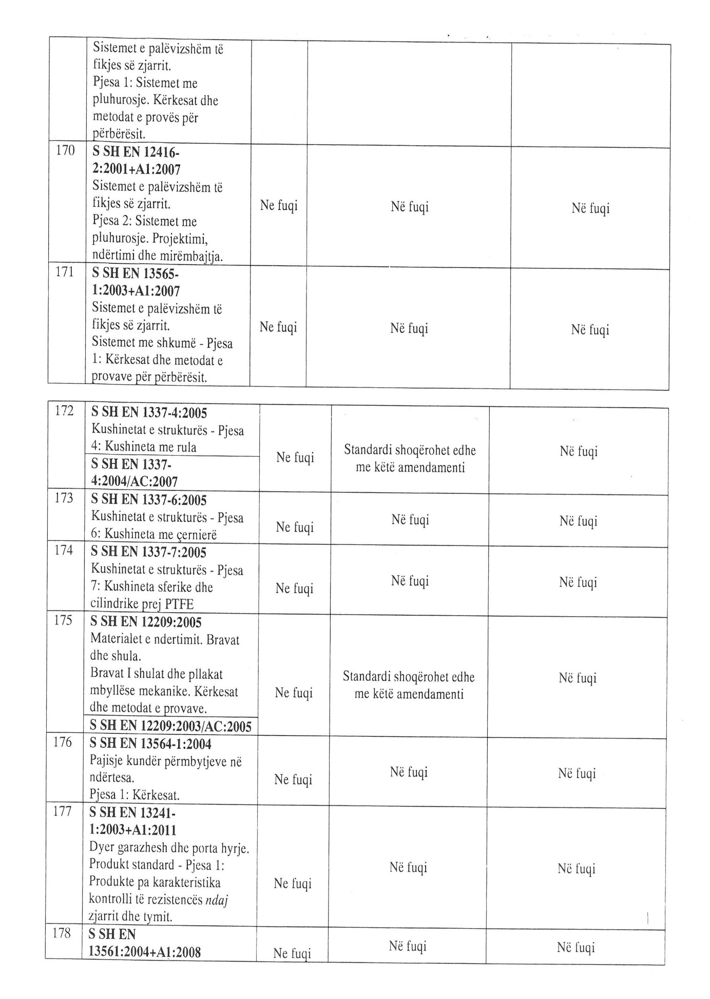 Sistemet e palëvizshëm të
fikjes së zjarrit.
Pjesa 1: Sistemet me
pluhurosje. Kërkesat dhe
metodat e provës për
përbërësit.
170
S SH EN 12416-
2:2001+A1:2007
Sistemet e palëvizshëm të
fikjes së zjarrit.
Pjesa 2: Sistemet me
pluhurosje. Projektimi,
ndërtimi dhe mirëmbajtja.
Ne fuqi
Në fuqi
Në fuqi
171
S SH EN 13565-
1:2003+A1:2007
Sistemet e palëvizshëm të
fikjes së zjarrit.
Sistemet me shkumë - Pjesa
1: Kërkesat dhe metodat e
provave për përbërësit.
Ne fuqi
Në fuqi
Në fuqi
172
S SH EN 1337-4:2005
Kushinetat e strukturës - Pjesa
4: Kushineta me rula
S SH EN 1337-
4:2004/AC:2007
Ne fuqi
Standardi shoqërohet edhe
me këtë amendamenti
Në fuqi
173
S SH EN 1337-6:2005
Kushinetat e strukturës - Pjesa
6: Kushineta me çernierë
Ne fuqi
Në fuqi
Në fuqi
174
S SH EN 1337-7:2005
Kushinetat e strukturës - Pjesa
7: Kushineta sferike dhe
cilindrike prej PTFE
Ne fuqi
Në fuqi
Në fuqi
175
S SH EN 12209:2005
Materialet e ndertimit. Bravat
dhe shula.
Bravat I shulat dhe pllakat
mbyllëse mekanike. Kërkesat
dhe metodat e provave.
S SH EN 12209:2003/AC:2005
Ne fuqi
Standardi shoqërohet edhe
me këtë amendamenti
Në fuqi
176
S SH EN 13564-1:2004
Pajisje kundër përmbytjeve në
ndërtesa.
Pjesa 1: Kërkesat.
Ne fuqi
Në fuqi
Në fuqi
177
S SH EN 13241-
1:2003+A1:2011
Dyer garazhesh dhe porta hyrje.
Produkt standard - Pjesa 1:
Produkte pa karakteristika
kontrolli të rezistencës ndaj
zjarrit dhe tymit.
Ne fuqi
Në fuqi
Në fuqi
178
S SH EN
13561:2004+A1:2008
Ne fuqi
Në fuqi
Në fuqi